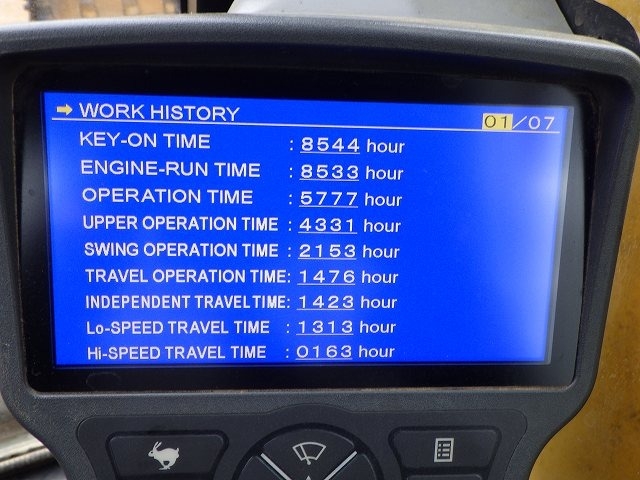 ➡ WORK HISTORY 01/07
KEY-ON TIME : 8544 hour
ENGINE-RUN TIME : 8533 hour
OPERATION TIME : 5777 hour
UPPER OPERATION TIME : 4331 hour
SWING OPERATION TIME : 2153 hour
TRAVEL OPERATION TIME: 1476 hour
INDEPENDENT TRAVEL TIME: 1423 hour
Lo-SPEED TRAVEL TIME : 1313 hour
Hi-SPEED TRAVEL TIME : 0163 hour